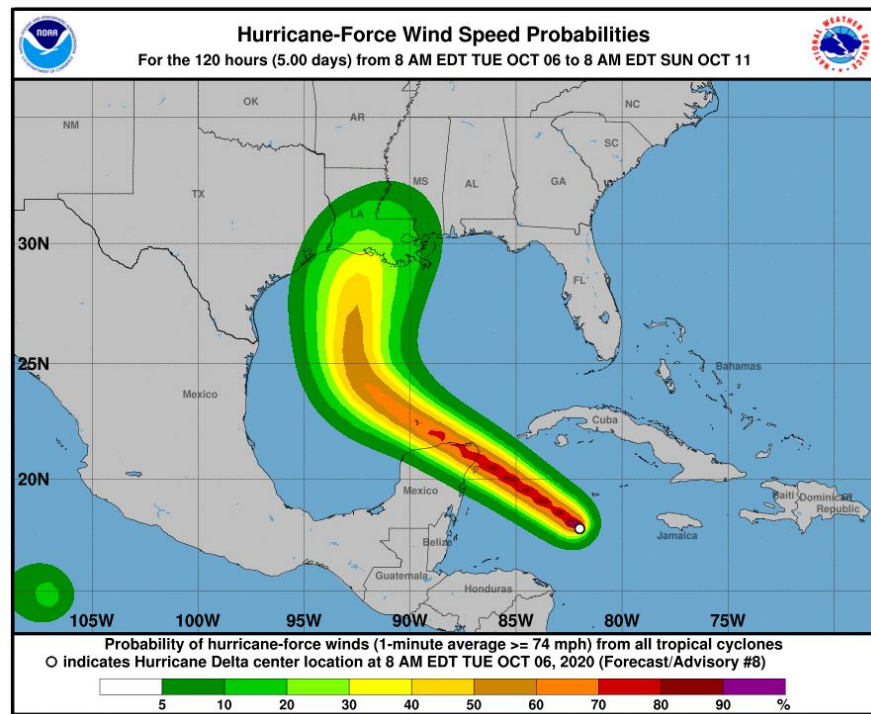 Hurricane-Force Wind Speed Probabilities
For the 120 hours (5.00 days) from 8 AM EDT TUE OCT 06 to 8 AM EDT SUN OCT 11
NOAA
NATIONAL WEATHER SERVICE
NC
OK
AR
NM
SC
MS
AL
GA
TX
LA
30N
FL
25N
Bahamas
Mexico
Cuba
20N
Mexico
Haiti
Dominican
Republic
Jamaica
Belize
Guatemala
Honduras
105W
100W
95W
90W
85W
80W
75W
Probability of hurricane-force winds (1-minute average >= 74 mph) from all tropical cyclones
O indicates Hurricane Delta center location at 8 AM EDT TUE OCT 06, 2020 (Forecast/Advisory #8)
5 10 20 30 40 50 60 70 80 90 %